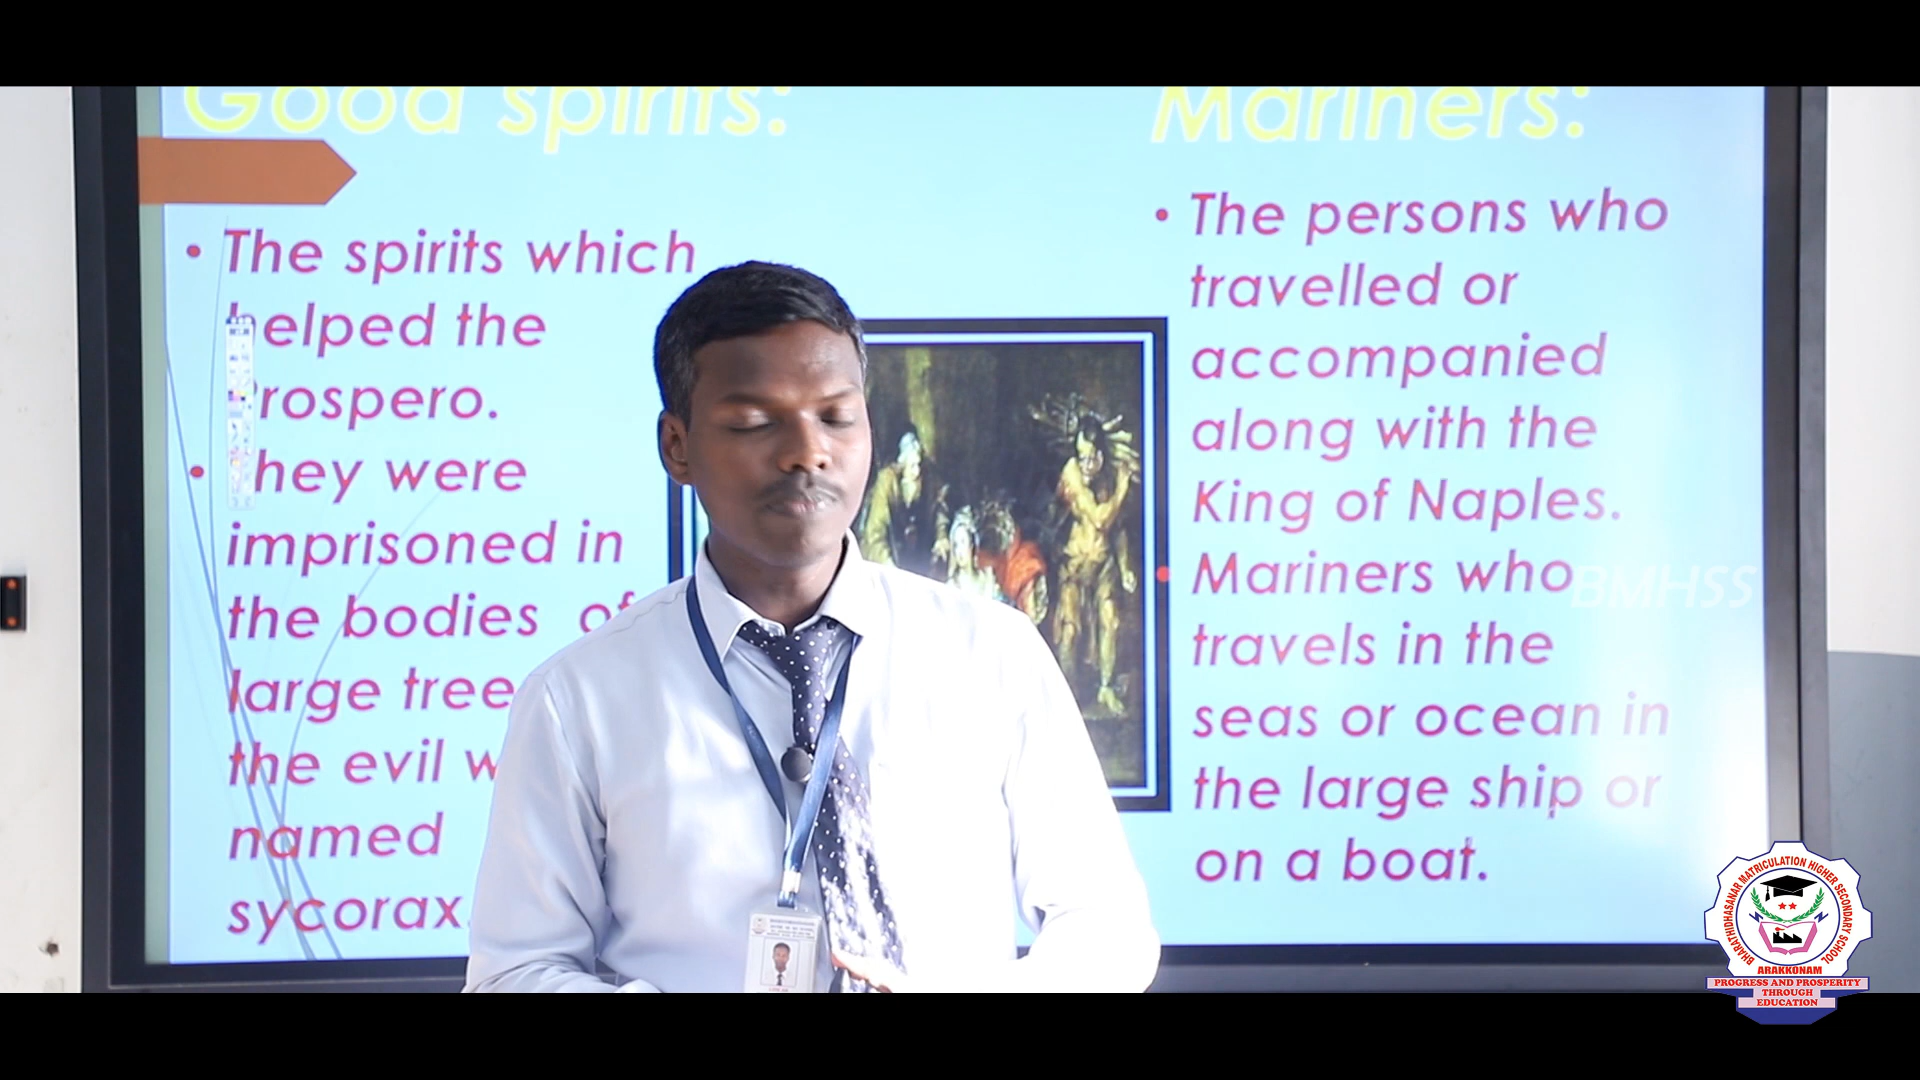 Good spirits:
• The spirits which
helped the
Prospero.
• They were
imprisoned in
the bodies of
large tree
the evil
named
sycorax.
Mariners:
• The persons who
travelled or
accompanied
along with the
King of Naples.
• Mariners who
travels in the
seas or ocean in
the large ship or
on a boat.
BMHSS
BHARATHIDHASANAR MATRICULATION HIGHER SECONDARY SCHOOL
ARAKKONAM
PROGRESS AND PROSPERITY
THROUGH
EDUCATION